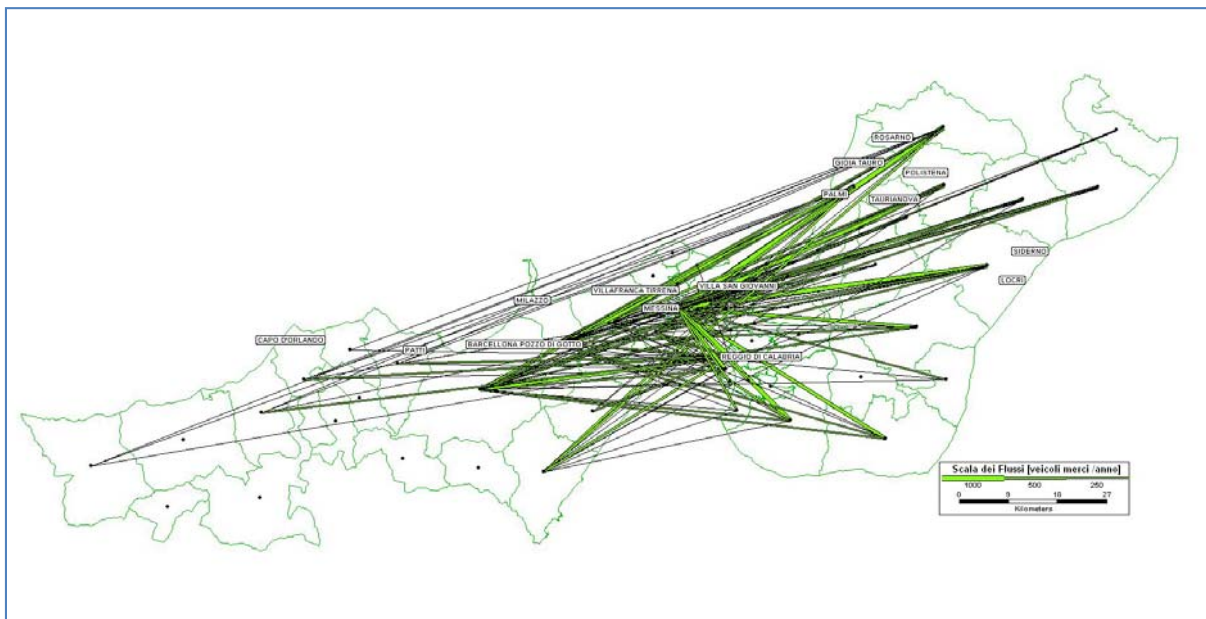 ROSARNO
GIOIA TAURO
POLISTENA
PALMI
TAURIANOVA
SIDERNO
LOCRI
VILLAFRANCA TIRRENA
VILLA SAN GIOVANNI
MILAZZO
MESSINA
CAPO D'ORLANDO
PATTI
BARCELLONA POZZO DI GOTTO
REGGIO DI CALABRIA
Scala dei Flussi [veicoli merci /anno]
1000 500 250
0 9 18 27
Kilometers